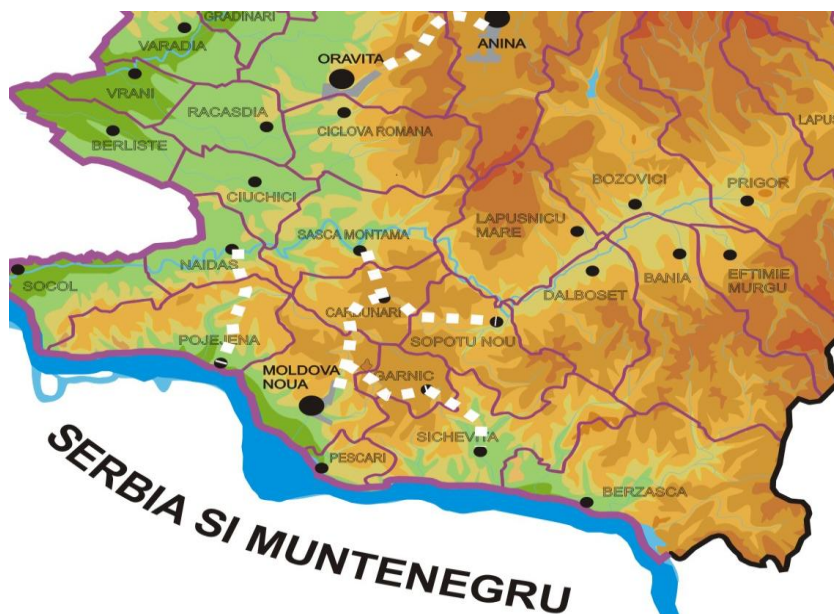 GRADINARI
VARADIA
ORAVITA
ANINA
VRANI
RACASDIA
CICLOVA ROMANA
LAPUS
BERLISTE
BOZOVICI
PRIGOR
CIUCHICI
LAPUSNICU
MARE
SASCA MONTAMA
NAIDAS
SOCOL
DALBOSET
BANIA
EFTIMIE
MURGU
CARBUNARI
POJEJENA
SOPOTU NOU
MOLDOVA
NOUA
GARNIC
SICHEVITA
PESCARI
BERZASCA
SERBIA SI MUNTENEGRU